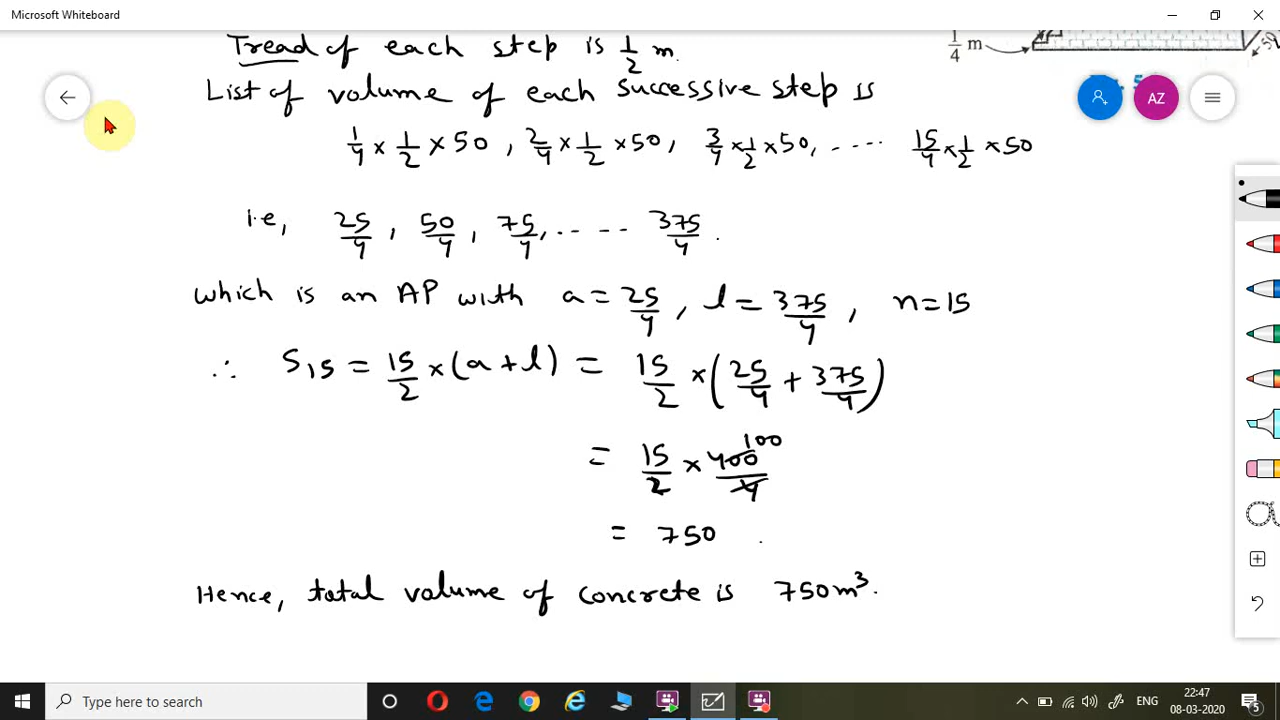 Microsoft Whiteboard
Tread of each step is 1/2 m.
1/4 m
50
List of volume of each successive step is
AZ
1/4 × 1/2 × 50, 2/4 × 1/2 × 50, 3/4 × 1/2 × 50, ..... 15/4 × 1/2 × 50
i.e, 25/4, 50/4, 75/4, ..... 375/4.
which is an AP with a = 25/4, l = 375/4, n = 15
∴ S15 = 15/2 × (a + l) = 15/2 × (25/4 + 375/4)
= 15/2 × 400/4 100
= 750
Hence, total volume of concrete is 750m³.
Type here to search
ENG
22:47
08-03-2020
5